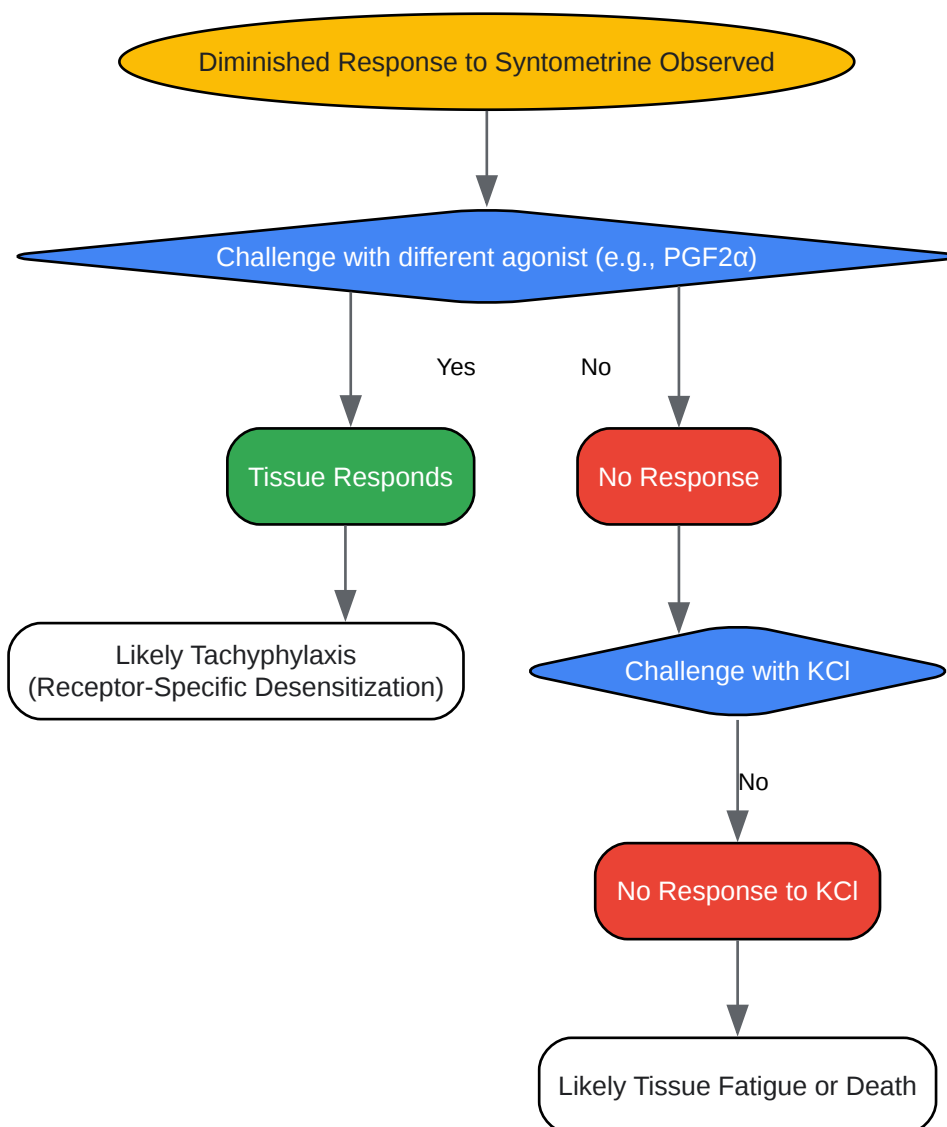 Diminished Response to Syntometrine Observed
Challenge with different agonist (e.g., PGF2α)
Yes
No
Tissue Responds
No Response
Likely Tachyphylaxis
(Receptor-Specific Desensitization)
Challenge with KCl
No
No Response to KCl
Likely Tissue Fatigue or Death